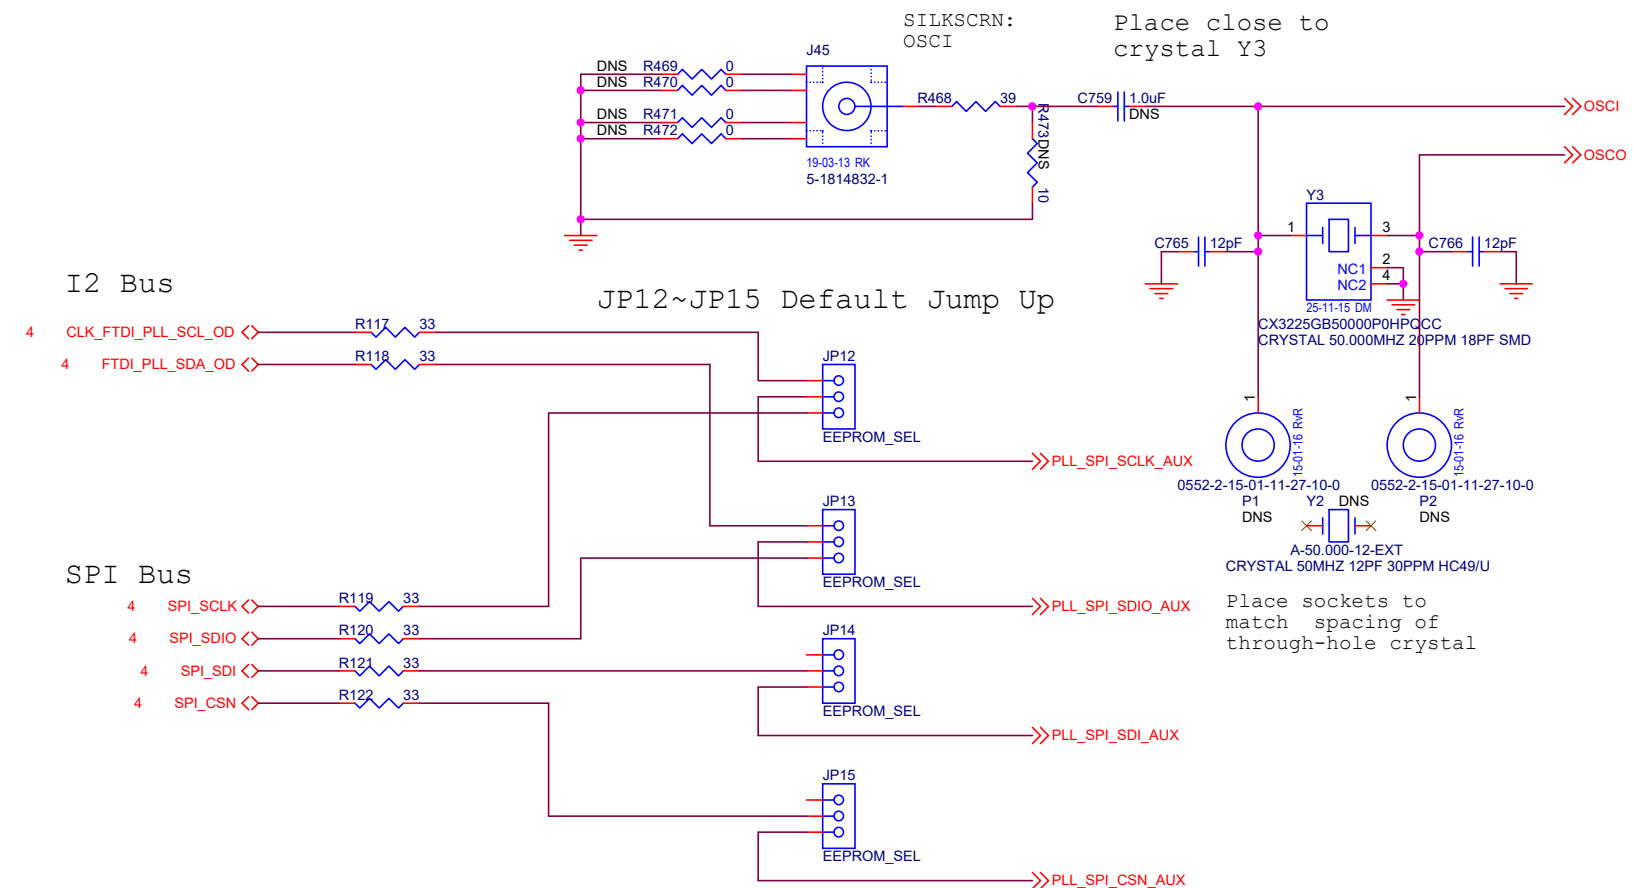 SILKSCRN:
OSCI
Place close to
crystal Y3
J45
DNS R469 0
DNS R470 0
DNS R471 0
DNS R472 0
19-03-13 RK
5-1814832-1
R468 39
R473 DNS 10
C759 1.0uF
DNS
OSCI
OSCO
Y3
1
3
2
4
NC1
NC2
25-11-15 DM
CX3225GB50000P0HPQCC
CRYSTAL 50.000MHZ 20PPM 18PF SMD
C765 12pF
C766 12pF
I2 Bus
JP12~JP15 Default Jump Up
4 CLK_FTDI_PLL_SCL_OD
R117 33
4 FTDI_PLL_SDA_OD
R118 33
JP12
EEPROM_SEL
PLL_SPI_SCLK_AUX
1
15-01-16 RvR
0552-2-15-01-11-27-10-0
P1
DNS
1
15-01-16 RvR
0552-2-15-01-11-27-10-0
P2
DNS
Y2 DNS
A-50.000-12-EXT
CRYSTAL 50MHZ 12PF 30PPM HC49/U
Place sockets to
match spacing of
through-hole crystal
JP13
EEPROM_SEL
PLL_SPI_SDIO_AUX
SPI Bus
4 SPI_SCLK
R119 33
4 SPI_SDIO
R120 33
4 SPI_SDI
R121 33
4 SPI_CSN
R122 33
JP14
EEPROM_SEL
PLL_SPI_SDI_AUX
JP15
EEPROM_SEL
PLL_SPI_CSN_AUX